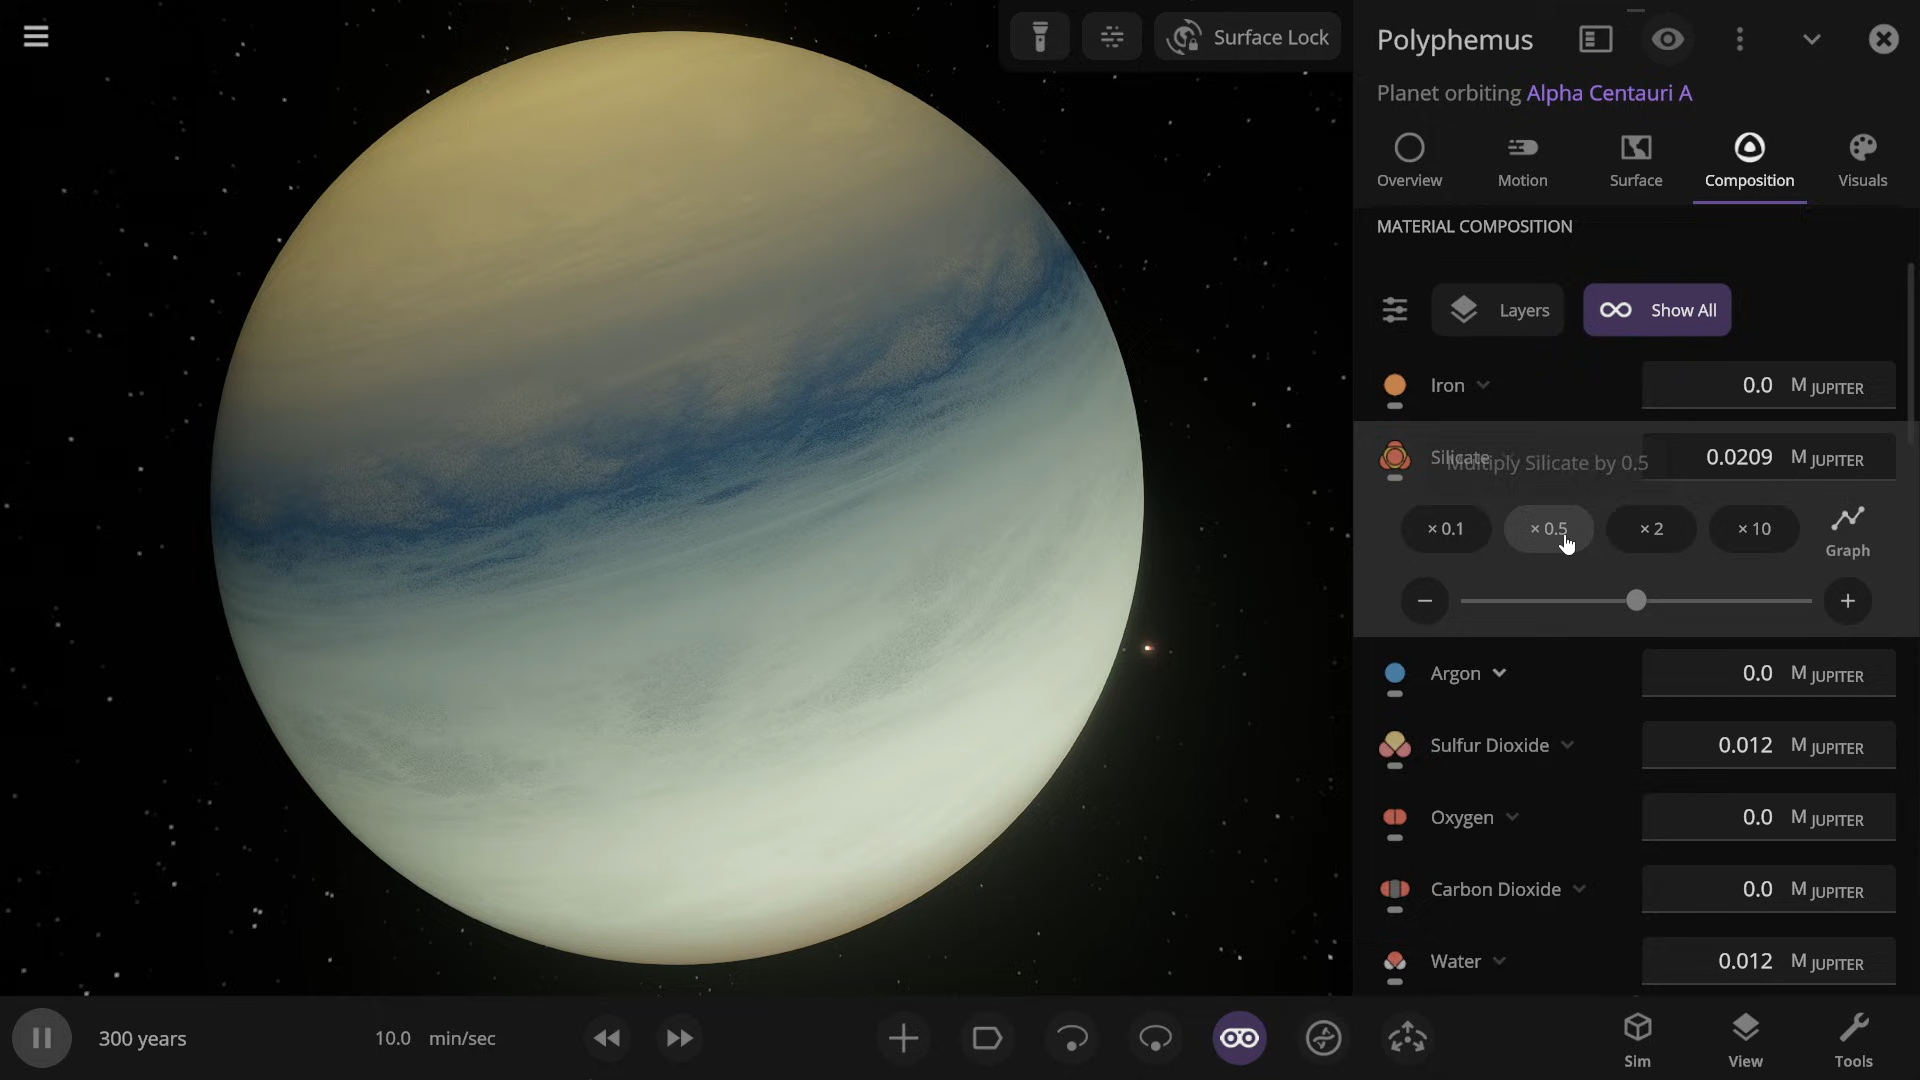 Surface Lock
Polyphemus
Planet orbiting Alpha Centauri A
Overview
Motion
Surface
Composition
Visuals
MATERIAL COMPOSITION
Layers
Show All
Iron
0.0 M JUPITER
Silicate
0.0209 M JUPITER
Multiply Silicate by 0.5
× 0.1
× 0.5
× 2
× 10
Graph
Argon
0.0 M JUPITER
Sulfur Dioxide
0.012 M JUPITER
Oxygen
0.0 M JUPITER
Carbon Dioxide
0.0 M JUPITER
Water
0.012 M JUPITER
300 years
10.0 min/sec
Sim
View
Tools